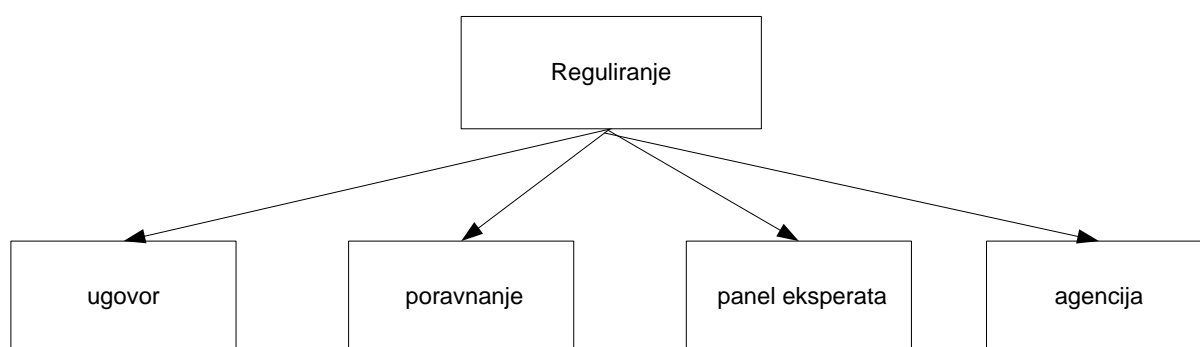 Reguliranje
ugovor
poravnanje
panel eksperata
agencija